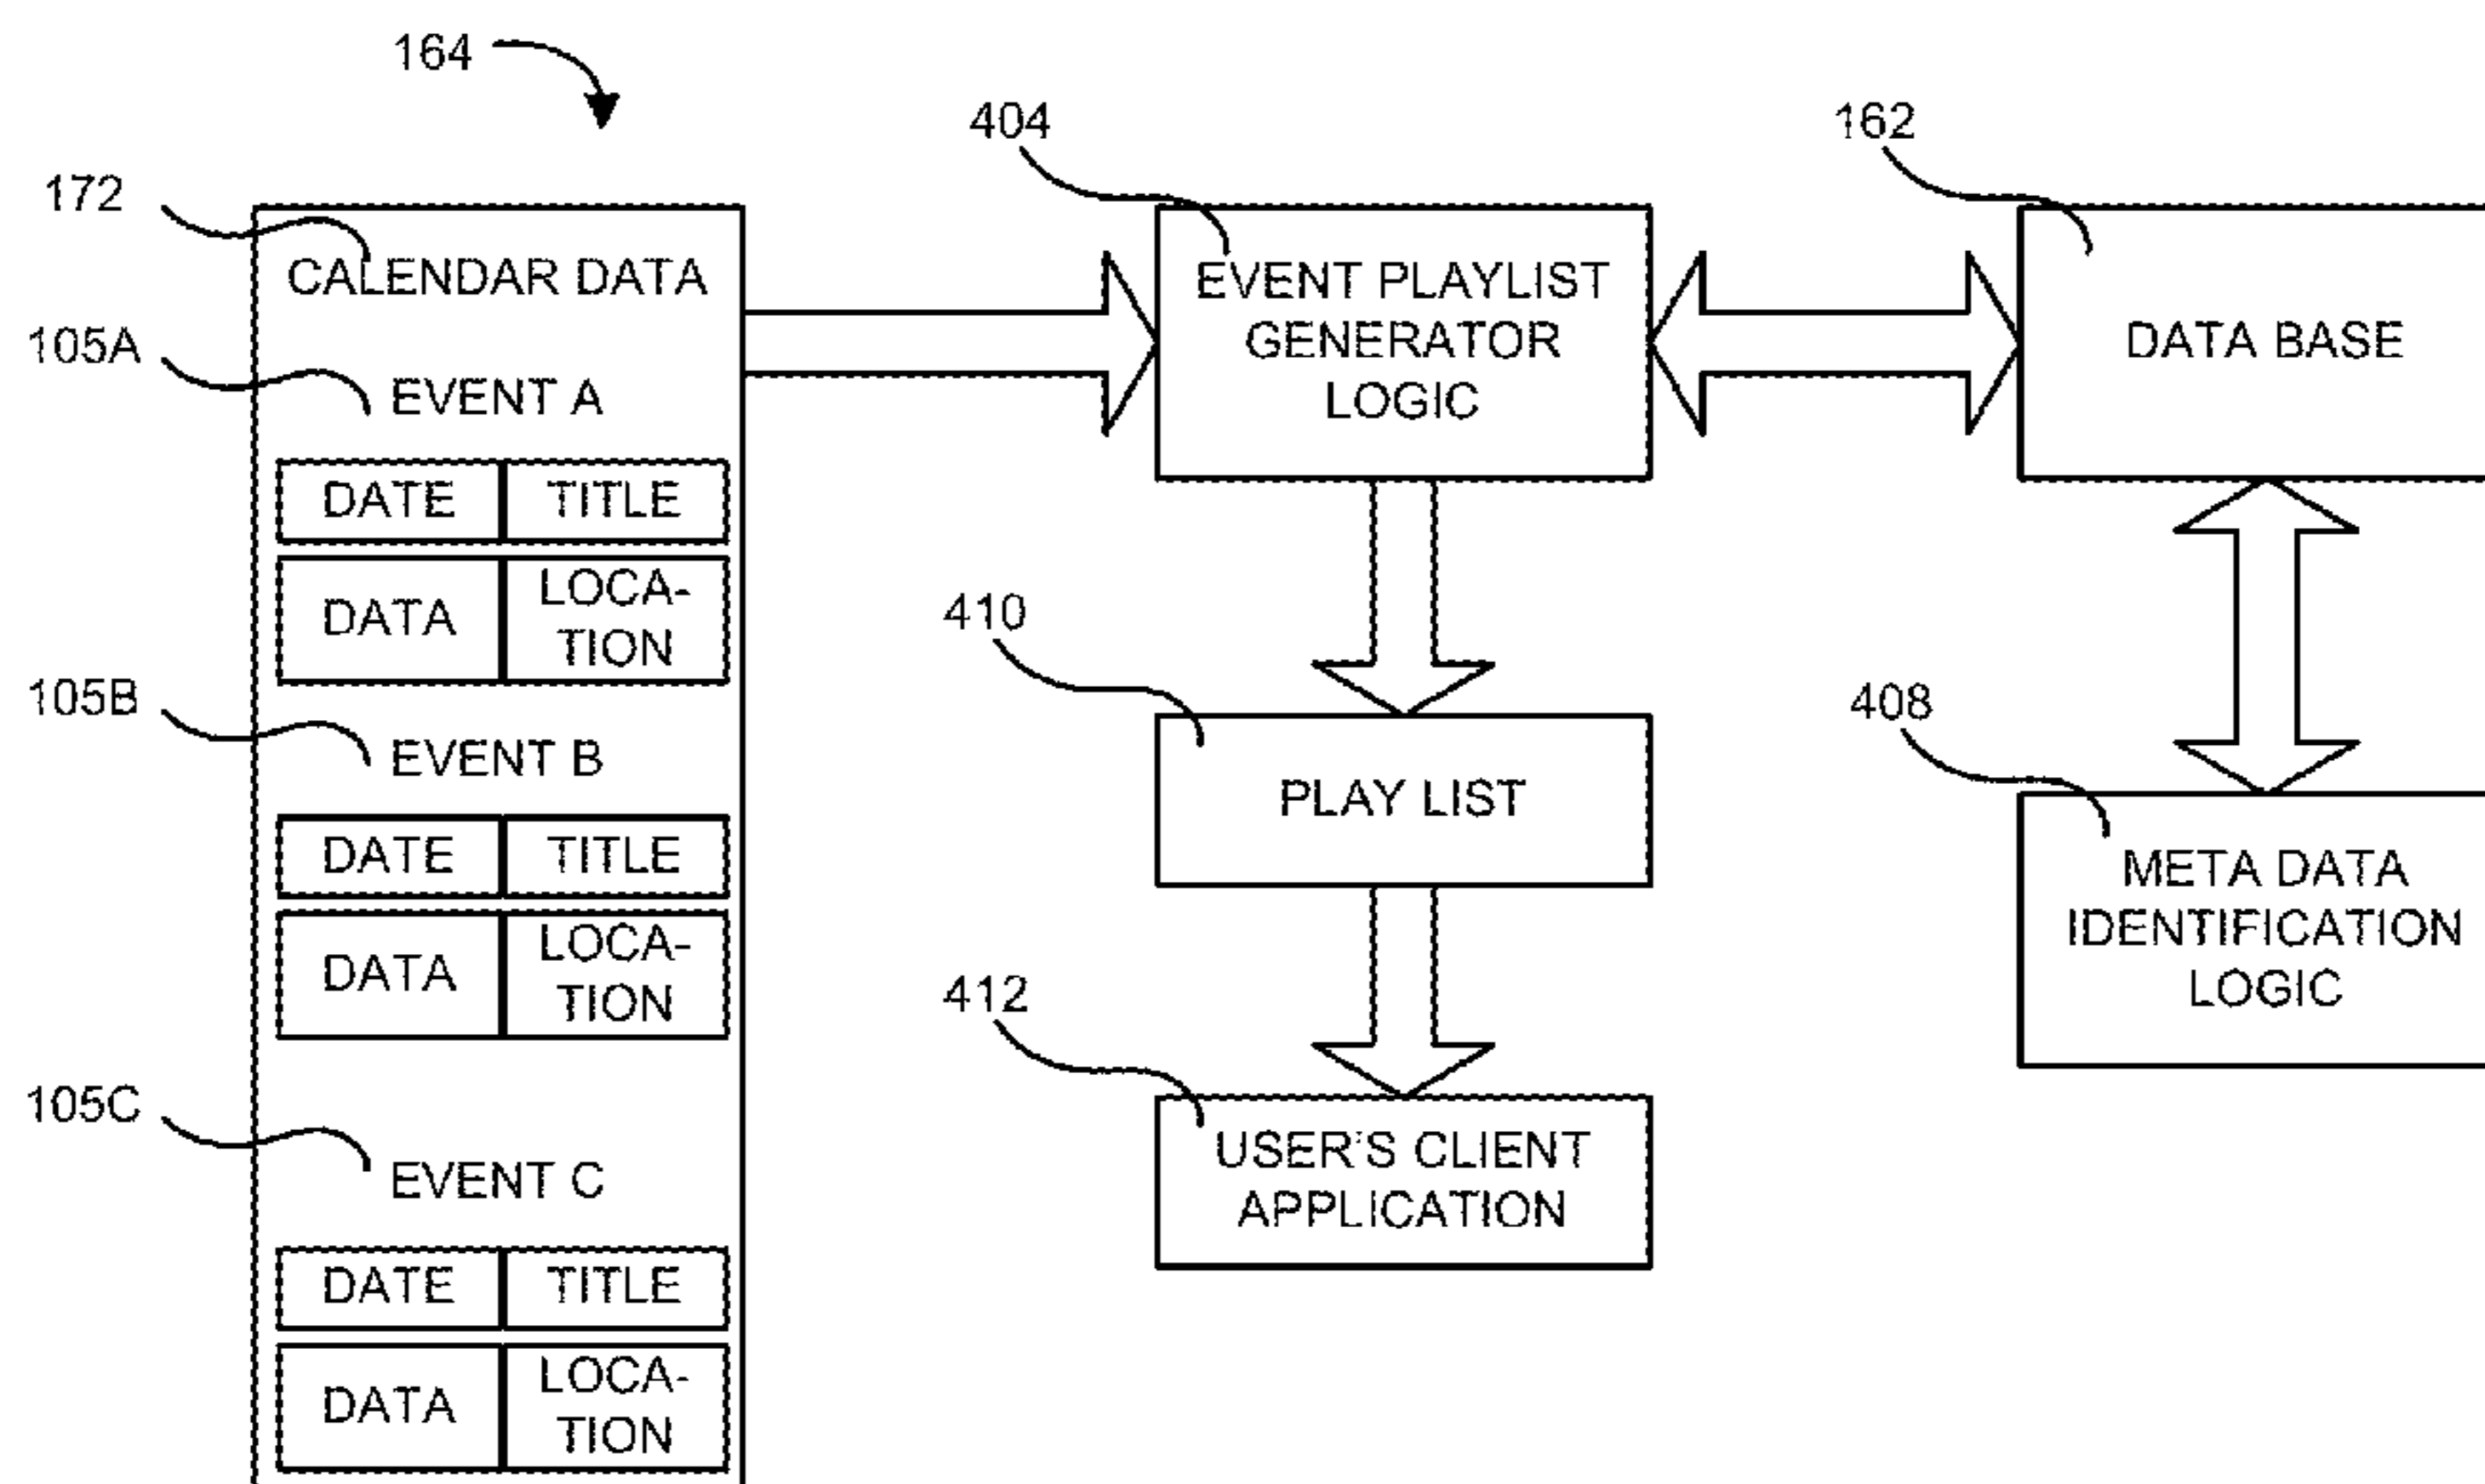 164
172
CALENDAR DATA
105A
EVENT A
DATE TITLE
DATA LOCA-
TION
105B
EVENT B
DATE TITLE
DATA LOCA-
TION
105C
EVENT C
DATE TITLE
DATA LOCA-
TION
404
EVENT PLAYLIST
GENERATOR
LOGIC
410
PLAY LIST
412
USER'S CLIENT
APPLICATION
162
DATA BASE
408
META DATA
IDENTIFICATION
LOGIC